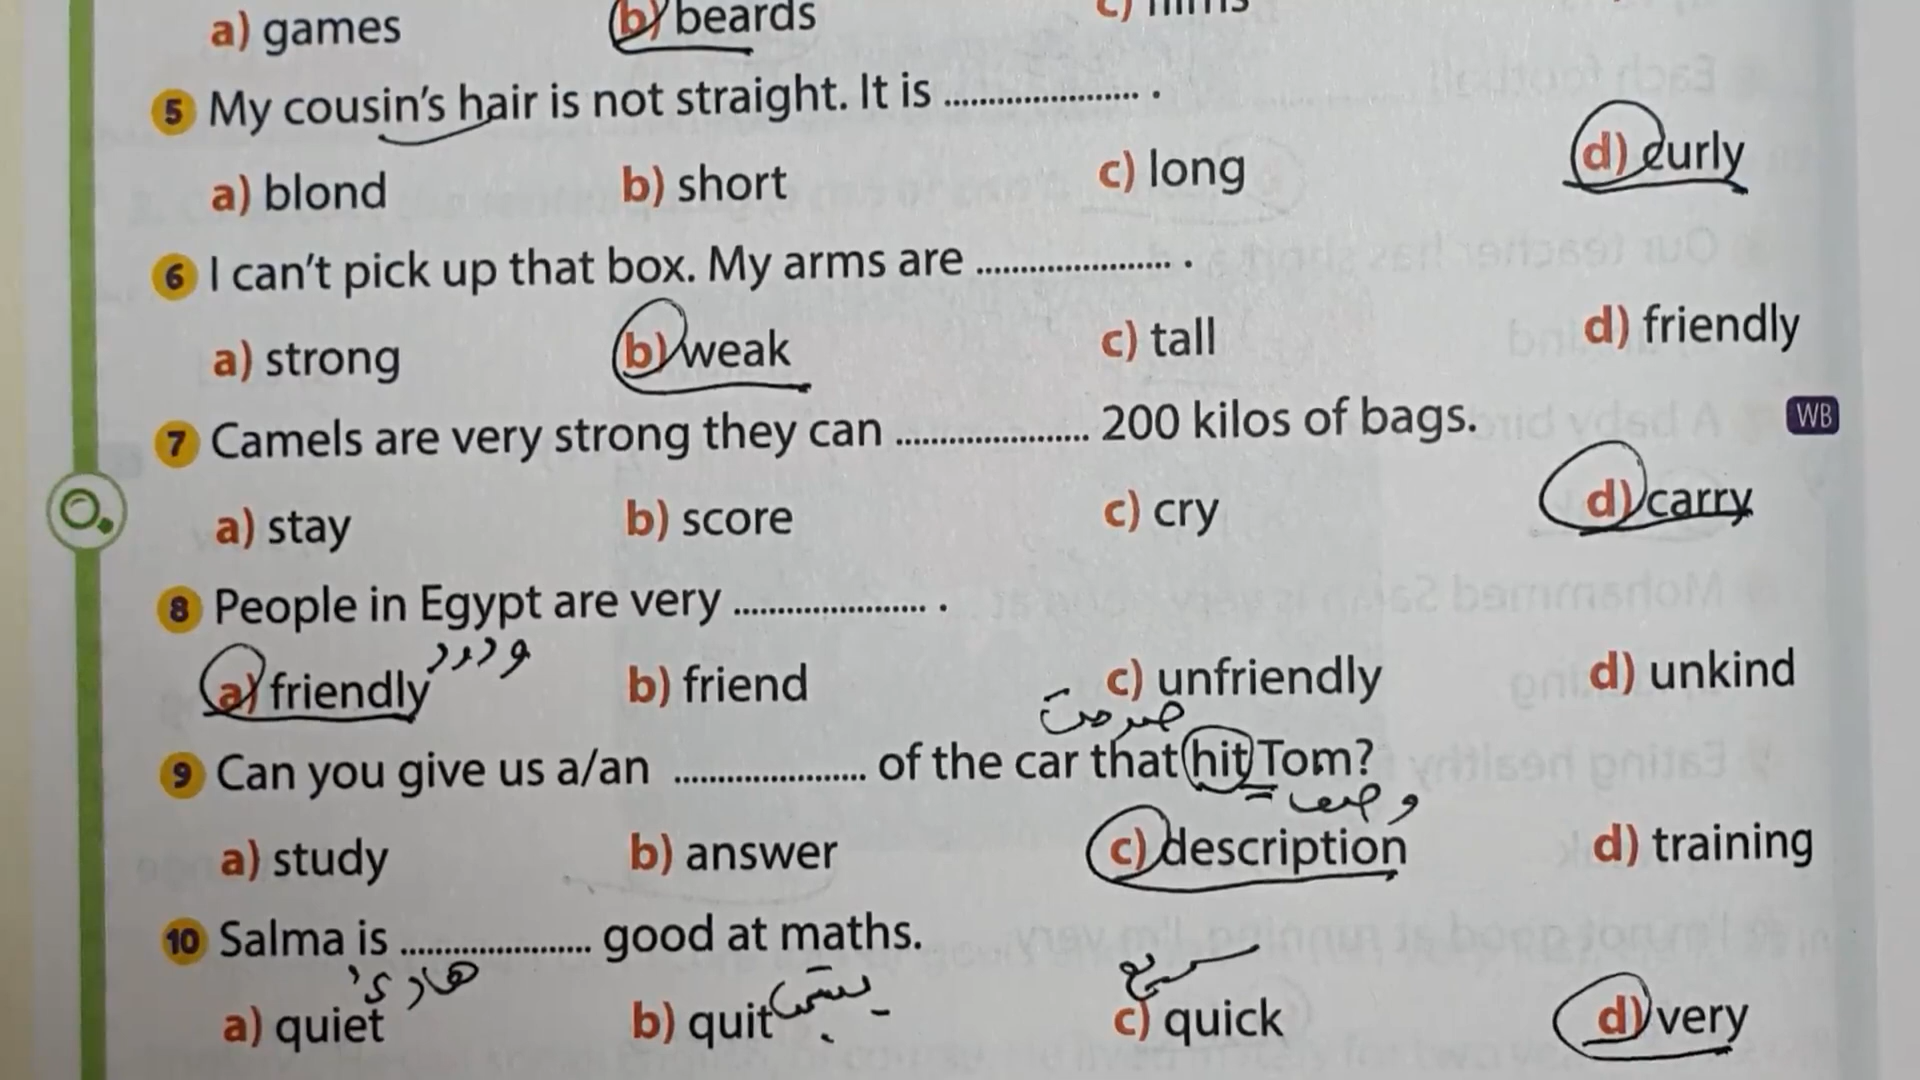 a) games b) beards
5 My cousin's hair is not straight. It is ...................... .
a) blond b) short c) long d) curly
6 I can't pick up that box. My arms are ...................... .
a) strong b) weak c) tall d) friendly
7 Camels are very strong they can ...................... 200 kilos of bags. WB
a) stay b) score c) cry d) carry
8 People in Egypt are very ...................... .
ودود
a) friendly b) friend c) unfriendly d) unkind
صدمت
9 Can you give us a/an ...................... of the car that hit Tom?
وصف
a) study b) answer c) description d) training
10 Salma is ...................... good at maths.
هادئ ينسحب سريع
a) quiet b) quit c) quick d) very